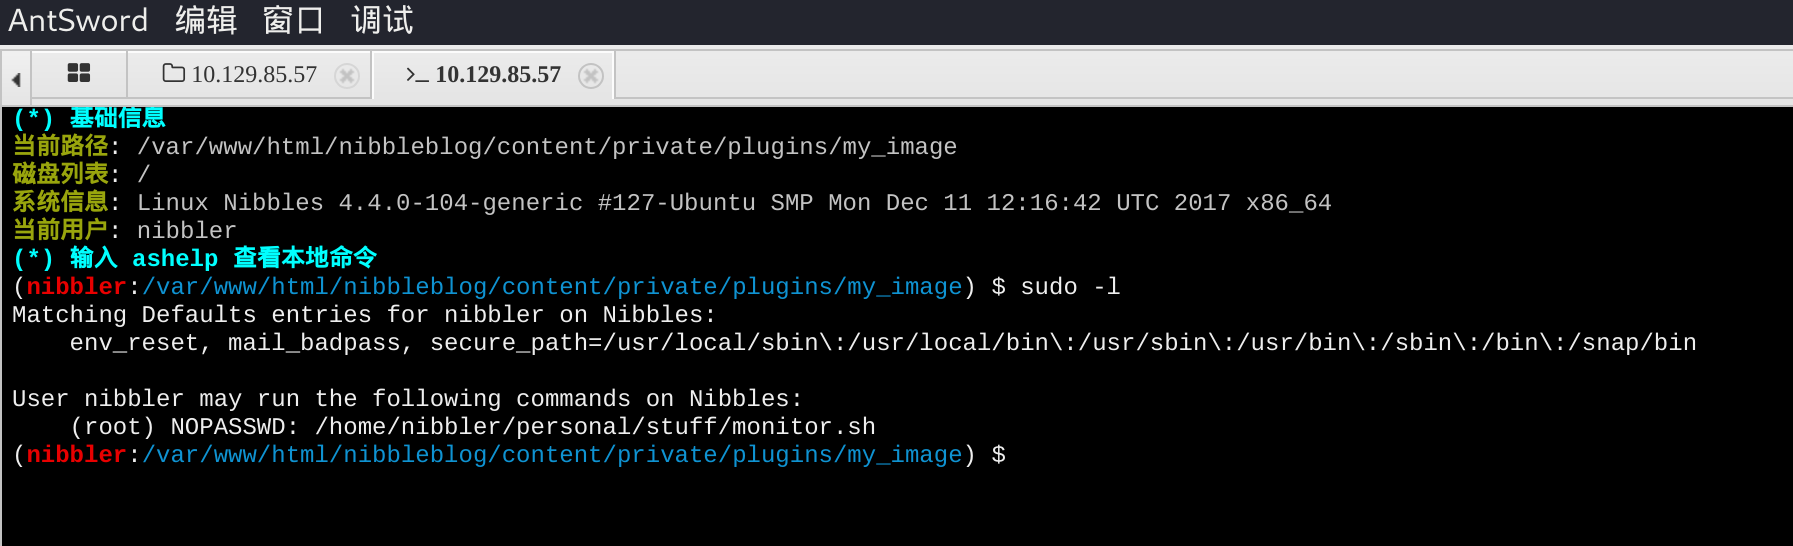 AntSword 编辑 窗口 调试
10.129.85.57 >_ 10.129.85.57
(*) 基础信息
当前路径: /var/www/html/nibbleblog/content/private/plugins/my_image
磁盘列表: /
系统信息: Linux Nibbles 4.4.0-104-generic #127-Ubuntu SMP Mon Dec 11 12:16:42 UTC 2017 x86_64
当前用户: nibbler
(*) 输入 ashelp 查看本地命令
(nibbler:/var/www/html/nibbleblog/content/private/plugins/my_image) $ sudo -l
Matching Defaults entries for nibbler on Nibbles:
    env_reset, mail_badpass, secure_path=/usr/local/sbin\:/usr/local/bin\:/usr/sbin\:/usr/bin\:/sbin\:/bin\:/snap/bin

User nibbler may run the following commands on Nibbles:
    (root) NOPASSWD: /home/nibbler/personal/stuff/monitor.sh
(nibbler:/var/www/html/nibbleblog/content/private/plugins/my_image) $